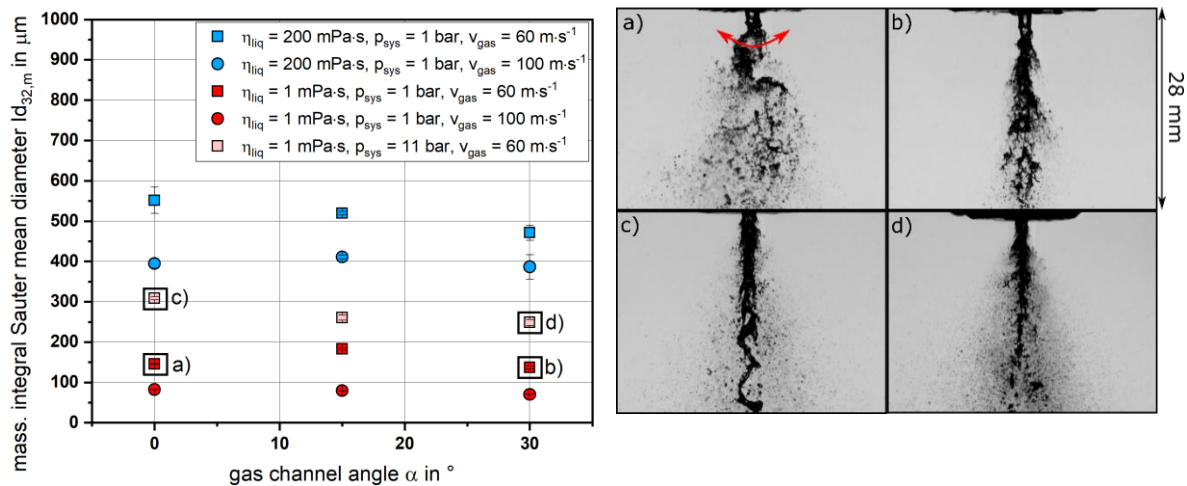 mass. integral Sauter mean diameter Id32,m in μm
1000
900
800
700
600
500
400
300
200
100
0
ηliq = 200 mPa·s, psys = 1 bar, vgas = 60 m·s-1
ηliq = 200 mPa·s, psys = 1 bar, vgas = 100 m·s-1
ηliq = 1 mPa·s, psys = 1 bar, vgas = 60 m·s-1
ηliq = 1 mPa·s, psys = 1 bar, vgas = 100 m·s-1
ηliq = 1 mPa·s, psys = 11 bar, vgas = 60 m·s-1
c)
d)
a)
b)
0 5 10 15 20 25 30
gas channel angle α in °
a)
b)
c)
d)
28 mm